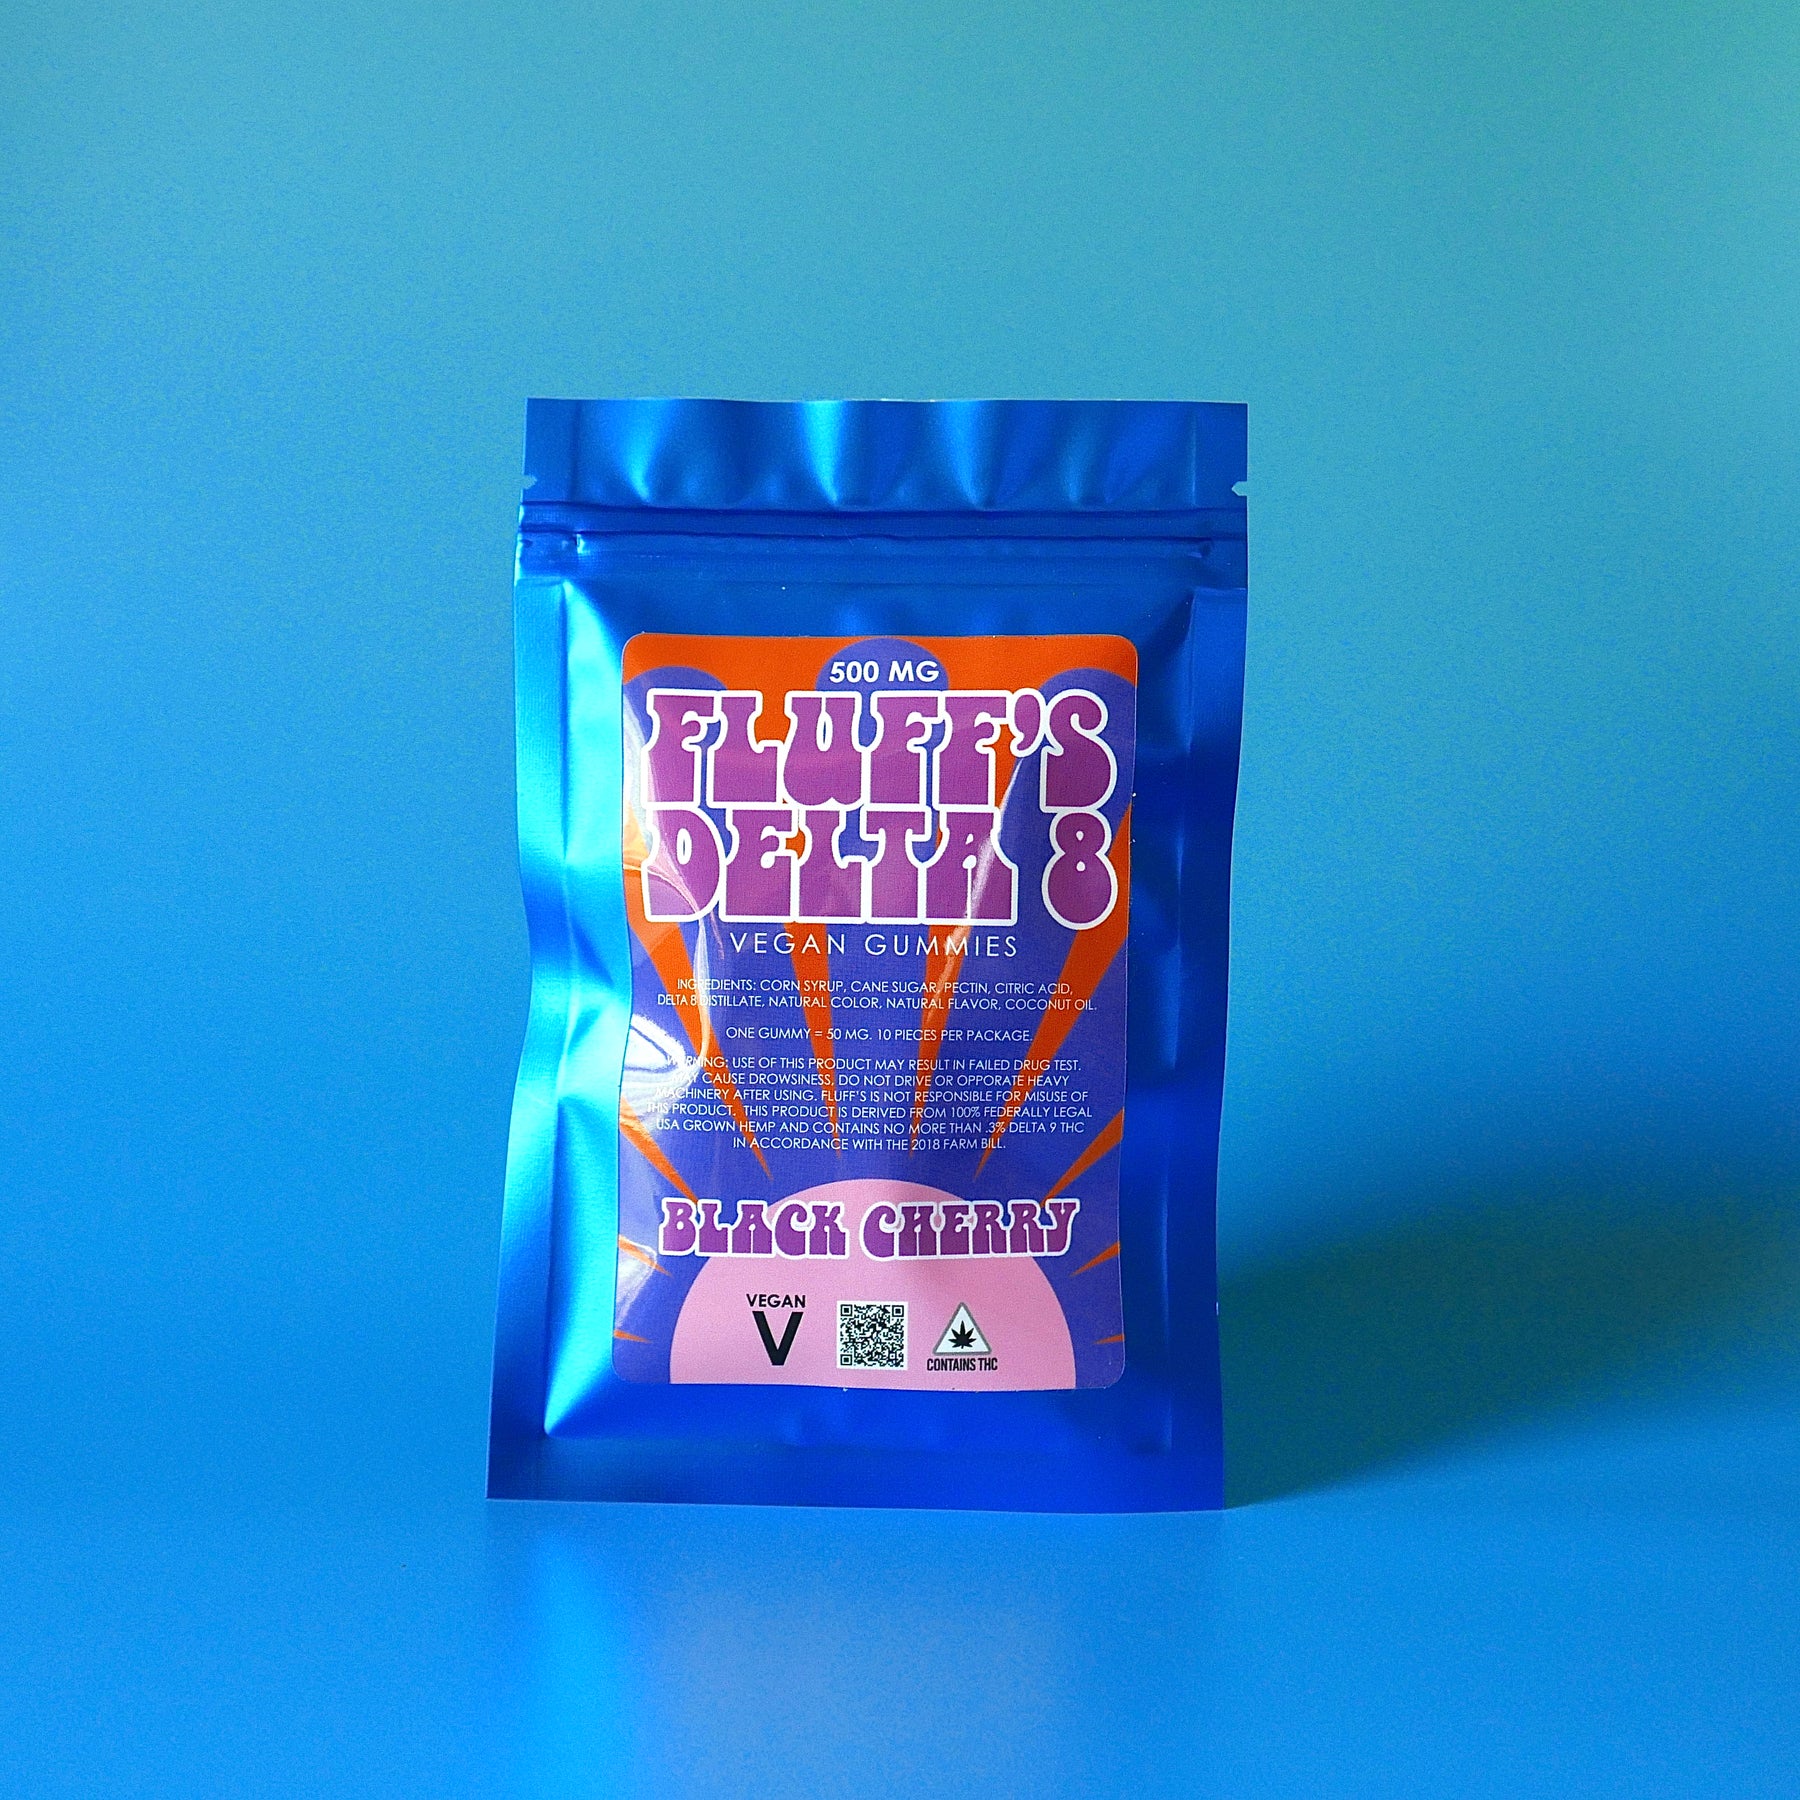 500 MG
FLUFF'S
DELTA 8
VEGAN GUMMIES
INGREDIENTS: CORN SYRUP, CANE SUGAR, PECTIN, CITRIC ACID,
DELTA 8 DISTILLATE, NATURAL COLOR, NATURAL FLAVOR, COCONUT OIL.
ONE GUMMY = 50 MG. 10 PIECES PER PACKAGE.
WARNING: USE OF THIS PRODUCT MAY RESULT IN FAILED DRUG TEST.
MAY CAUSE DROWSINESS, DO NOT DRIVE OR OPPORATE HEAVY
MACHINERY AFTER USING. FLUFF'S IS NOT RESPONSIBLE FOR MISUSE OF
THIS PRODUCT. THIS PRODUCT IS DERIVED FROM 100% FEDERALLY LEGAL
USA GROWN HEMP AND CONTAINS NO MORE THAN .3% DELTA 9 THC
IN ACCORDANCE WITH THE 2018 FARM BILL.
BLACK CHERRY
VEGAN
V
CONTAINS THC